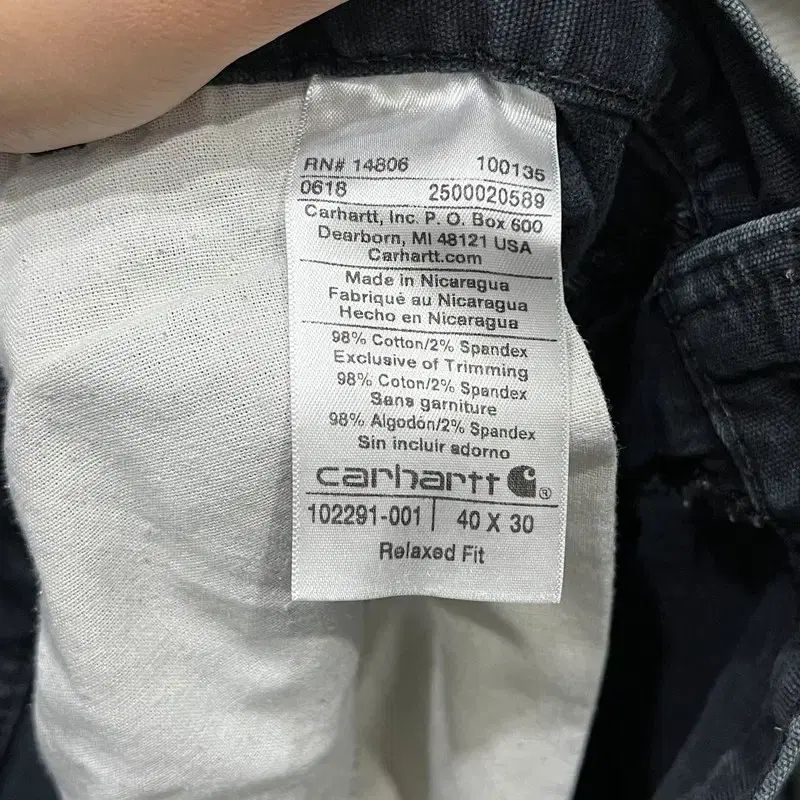 RN# 14806 100135
0618 2500020589
Carhartt, Inc. P. O. Box 600
Dearborn, MI 48121 USA
Carhartt.com
Made in Nicaragua
Fabriqué au Nicaragua
Hecho en Nicaragua
98% Cotton/2% Spandex
Exclusive of Trimming
98% Coton/2% Spandex
Sans garniture
98% Algodón/2% Spandex
Sin incluir adorno
carhartt ®
102291-001 40 X 30
Relaxed Fit